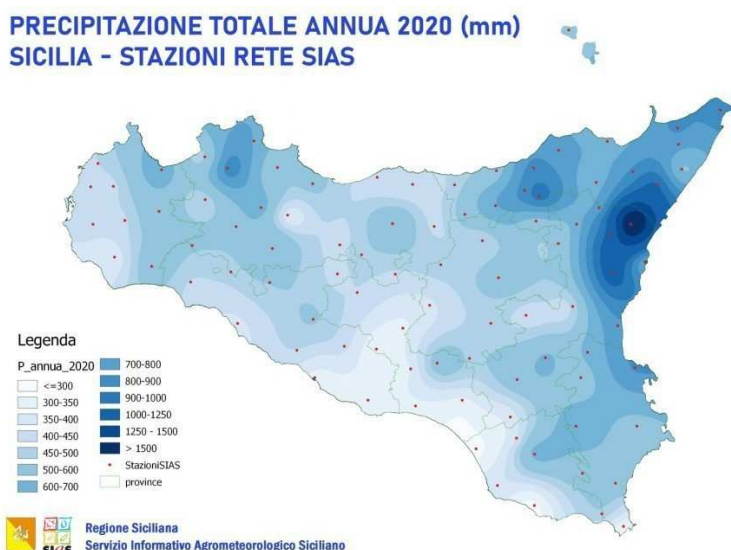 PRECIPITAZIONE TOTALE ANNUA 2020 (mm)
SICILIA - STAZIONI RETE SIAS
Legenda
P_annua_2020
<=300
300-350
350-400
400-450
450-500
500-600
600-700
700-800
800-900
900-1000
1000-1250
1250 - 1500
> 1500
StazioniSIAS
province
SIAS
Regione Siciliana
Servizio Informativo Agrometeorologico Siciliano